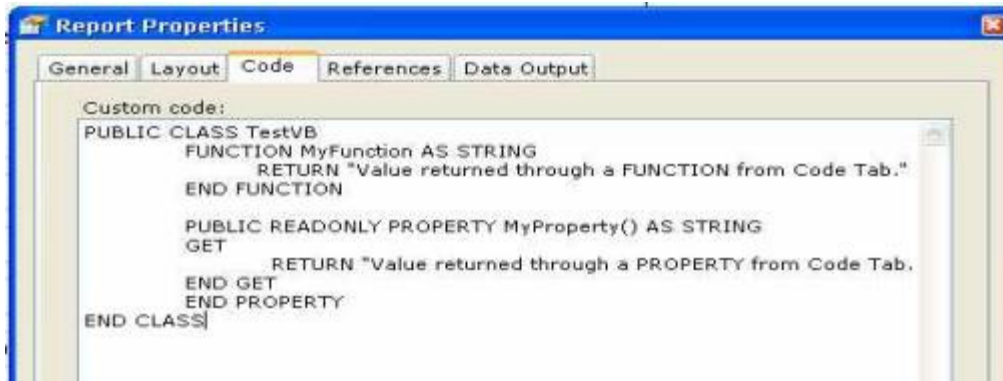 Report Properties
General Layout Code References Data Output
Custom code:
PUBLIC CLASS TestVB
FUNCTION MyFunction AS STRING
RETURN "Value returned through a FUNCTION from Code Tab."
END FUNCTION
PUBLIC READONLY PROPERTY MyProperty() AS STRING
GET
RETURN "Value returned through a PROPERTY from Code Tab.
END GET
END PROPERTY
END CLASS